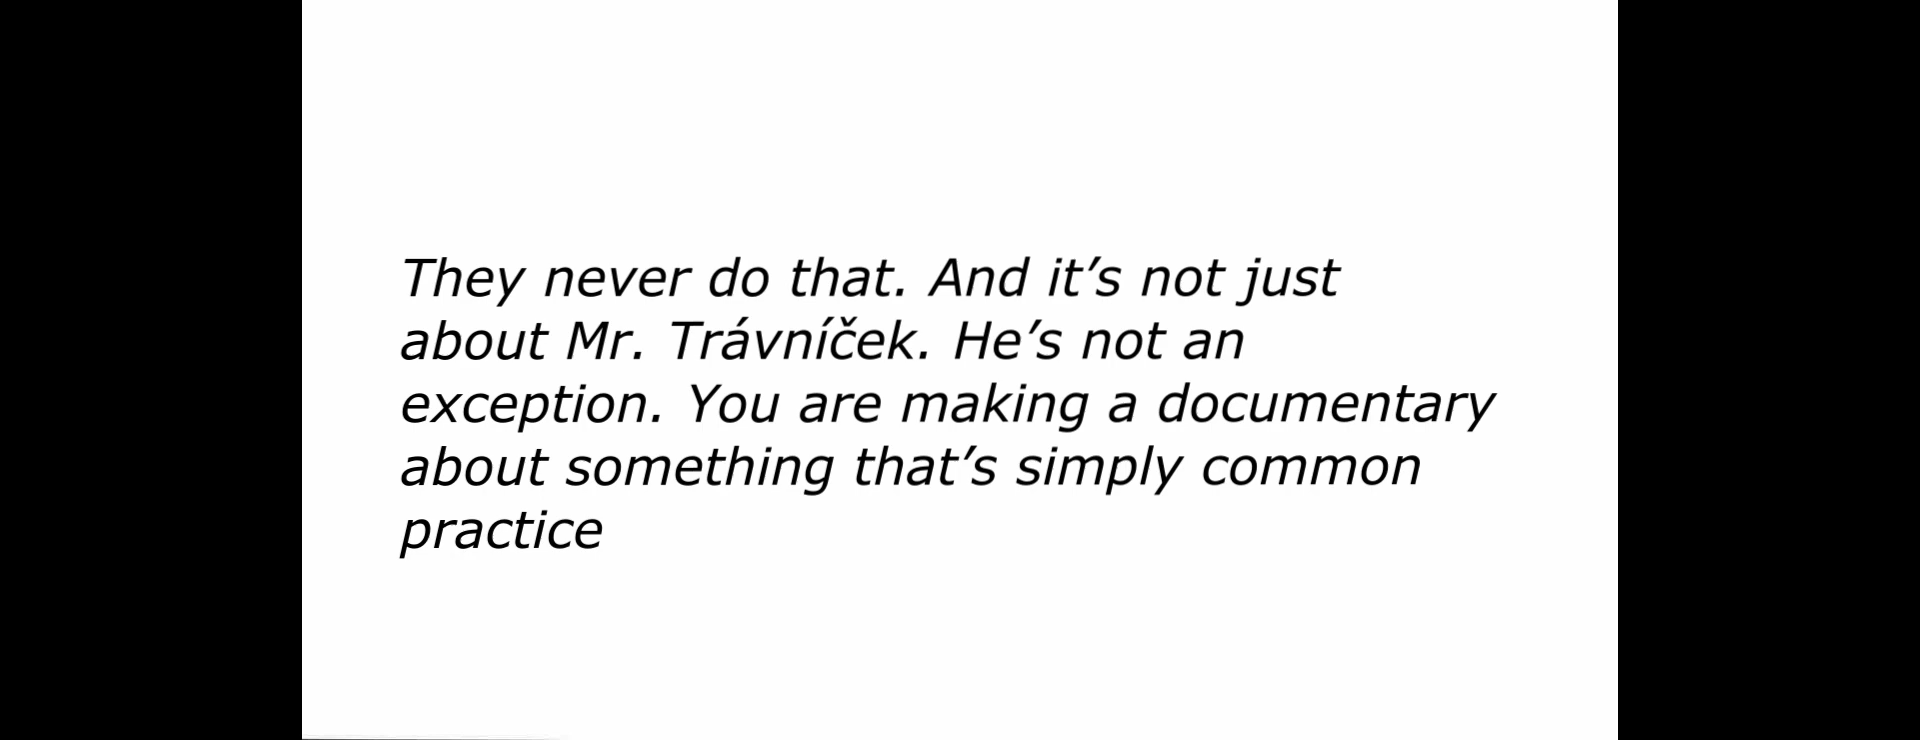 They never do that. And it’s not just
about Mr. Trávníček. He’s not an
exception. You are making a documentary
about something that’s simply common
practice